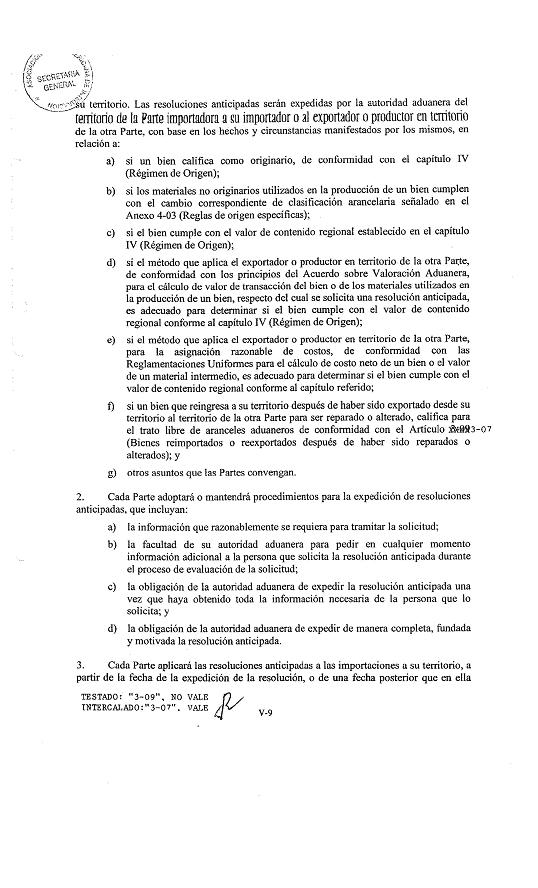 SECRETARIA
GENERAL
su territorio. Las resoluciones anticipadas serán expedidas por la autoridad aduanera del
territorio de la Parte importadora a su importador o al exportador o productor en territorio
de la otra Parte, con base en los hechos y circunstancias manifestados por los mismos, en
relación a:
a) si un bien califica como originario, de conformidad con el capítulo IV
(Régimen de Origen);
b) si los materiales no originarios utilizados en la producción de un bien cumplen
con el cambio correspondiente de clasificación arancelaria señalado en el
Anexo 4-03 (Reglas de origen específicas);
c) si el bien cumple con el valor de contenido regional establecido en el capítulo
IV (Régimen de Origen);
d) si el método que aplica el exportador o productor en territorio de la otra Parte,
de conformidad con los principios del Acuerdo sobre Valoración Aduanera,
para el cálculo de valor de transacción del bien o de los materiales utilizados en
la producción de un bien, respecto del cual se solicita una resolución anticipada,
es adecuado para determinar si el bien cumple con el valor de contenido
regional conforme al capítulo IV (Régimen de Origen);
e) si el método que aplica el exportador o productor en territorio de la otra Parte,
para la asignación razonable de costos, de conformidad con las
Reglamentaciones Uniformes para el cálculo de costo neto de un bien o el valor
de un material intermedio, es adecuado para determinar si el bien cumple con el
valor de contenido regional conforme al capítulo referido;
f) si un bien que reingresa a su territorio después de haber sido exportado desde su
territorio al territorio de la otra Parte para ser reparado o alterado, califica para
el trato libre de aranceles aduaneros de conformidad con el Artículo 3-07
(Bienes reimportados o reexportados después de haber sido reparados o
alterados); y
g) otros asuntos que las Partes convengan.
2. Cada Parte adoptará o mantendrá procedimientos para la expedición de resoluciones
anticipadas, que incluyan:
a) la información que razonablemente se requiera para tramitar la solicitud;
b) la facultad de su autoridad aduanera para pedir en cualquier momento
información adicional a la persona que solicita la resolución anticipada durante
el proceso de evaluación de la solicitud;
c) la obligación de la autoridad aduanera de expedir la resolución anticipada una
vez que haya obtenido toda la información necesaria de la persona que lo
solicita; y
d) la obligación de la autoridad aduanera de expedir de manera completa, fundada
y motivada la resolución anticipada.
3. Cada Parte aplicará las resoluciones anticipadas a las importaciones a su territorio, a
partir de la fecha de la expedición de la resolución, o de una fecha posterior que en ella
TESTADO: "3-09", NO VALE
INTERCALADO:"3-07". VALE
V-9